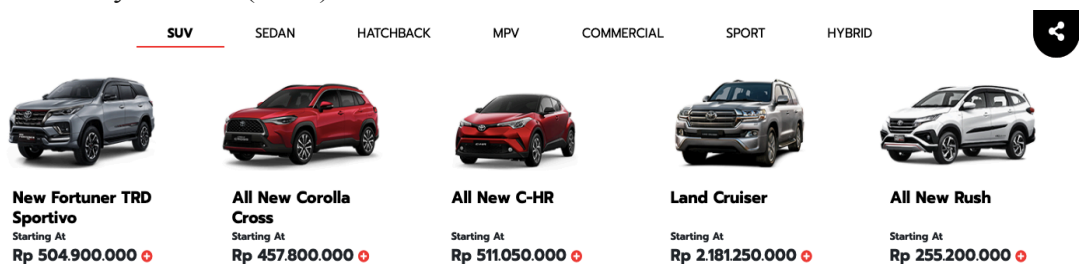 SUV SEDAN HATCHBACK MPV COMMERCIAL SPORT HYBRID
New Fortuner TRD
Sportivo
Starting At
Rp 504.900.000
All New Corolla
Cross
Starting At
Rp 457.800.000
All New C-HR
Starting At
Rp 511.050.000
Land Cruiser
Starting At
Rp 2.181.250.000
All New Rush
Starting At
Rp 255.200.000